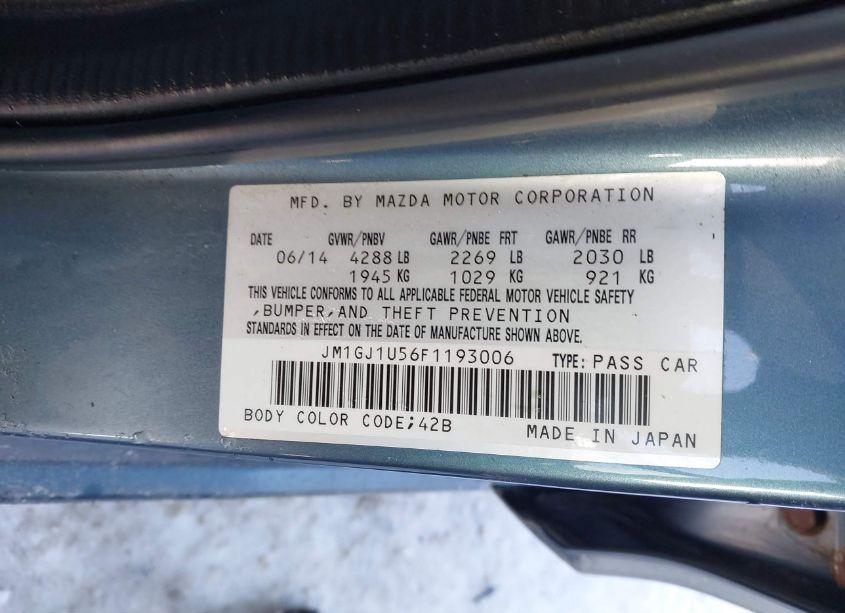 MFD. BY MAZDA MOTOR CORPORATION
DATE GVWR/PNBV GAWR/PNBE FRT GAWR/PNBE RR
06/14 4288 LB 2269 LB 2030 LB
1945 KG 1029 KG 921 KG
THIS VEHICLE CONFORMS TO ALL APPLICABLE FEDERAL MOTOR VEHICLE SAFETY
,BUMPER,AND THEFT PREVENTION
STANDARDS IN EFFECT ON THE DATE OF MANUFACTURE SHOWN ABOVE.
JM1GJ1U56F1193006 TYPE: PASS CAR
BODY COLOR CODE;42B
MADE IN JAPAN